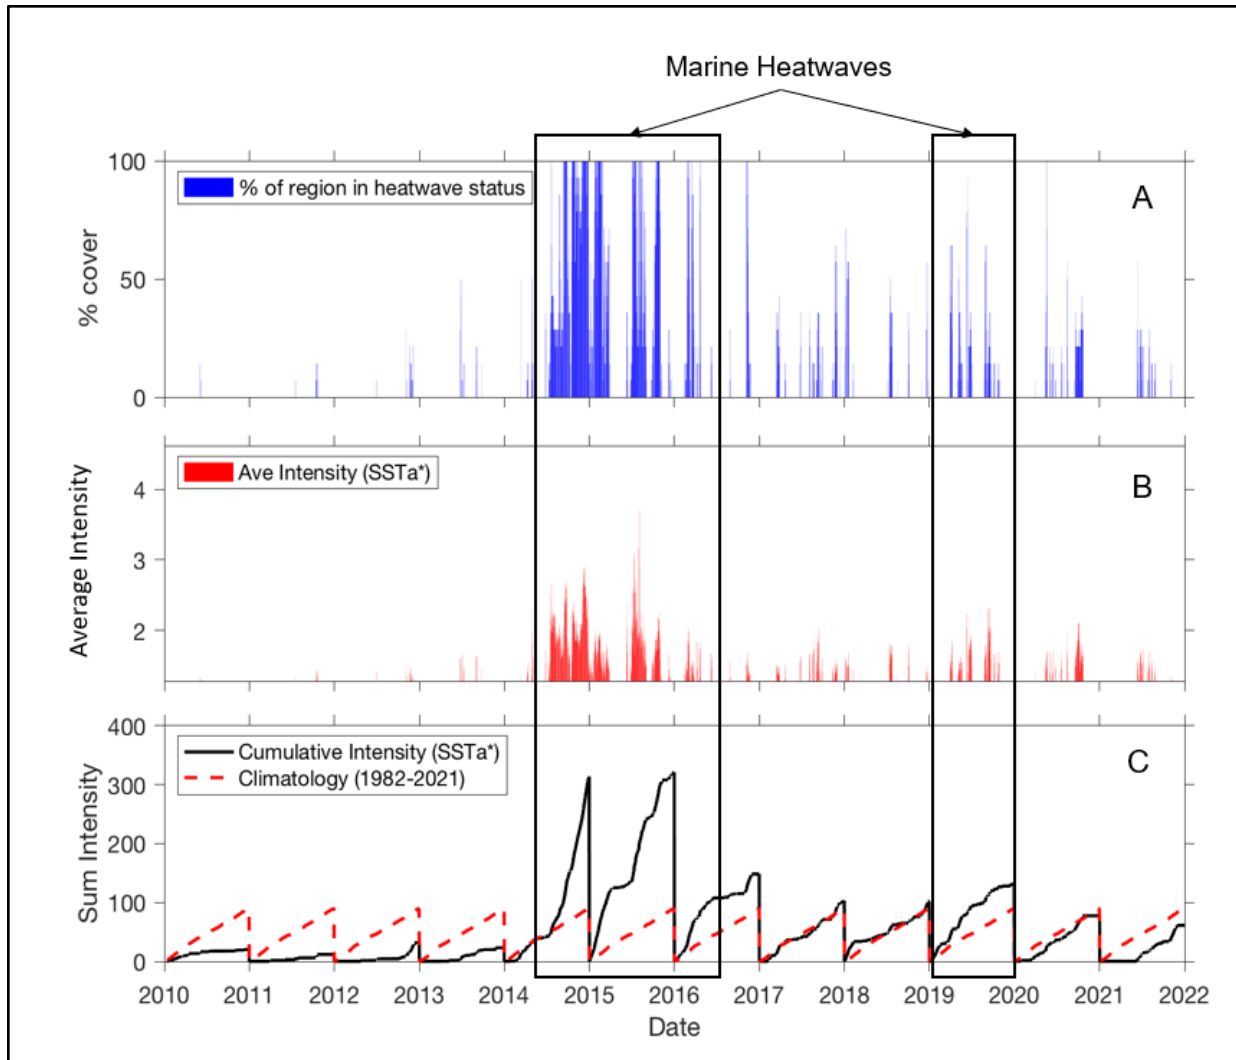 Marine Heatwaves
100
50
0
% cover
% of region in heatwave status
A
4
3
2
Average Intensity
Ave Intensity (SSTa*)
B
400
300
200
100
0
Sum Intensity
Cumulative Intensity (SSTa*)
Climatology (1982-2021)
C
2010 2011 2012 2013 2014 2015 2016 2017 2018 2019 2020 2021 2022
Date